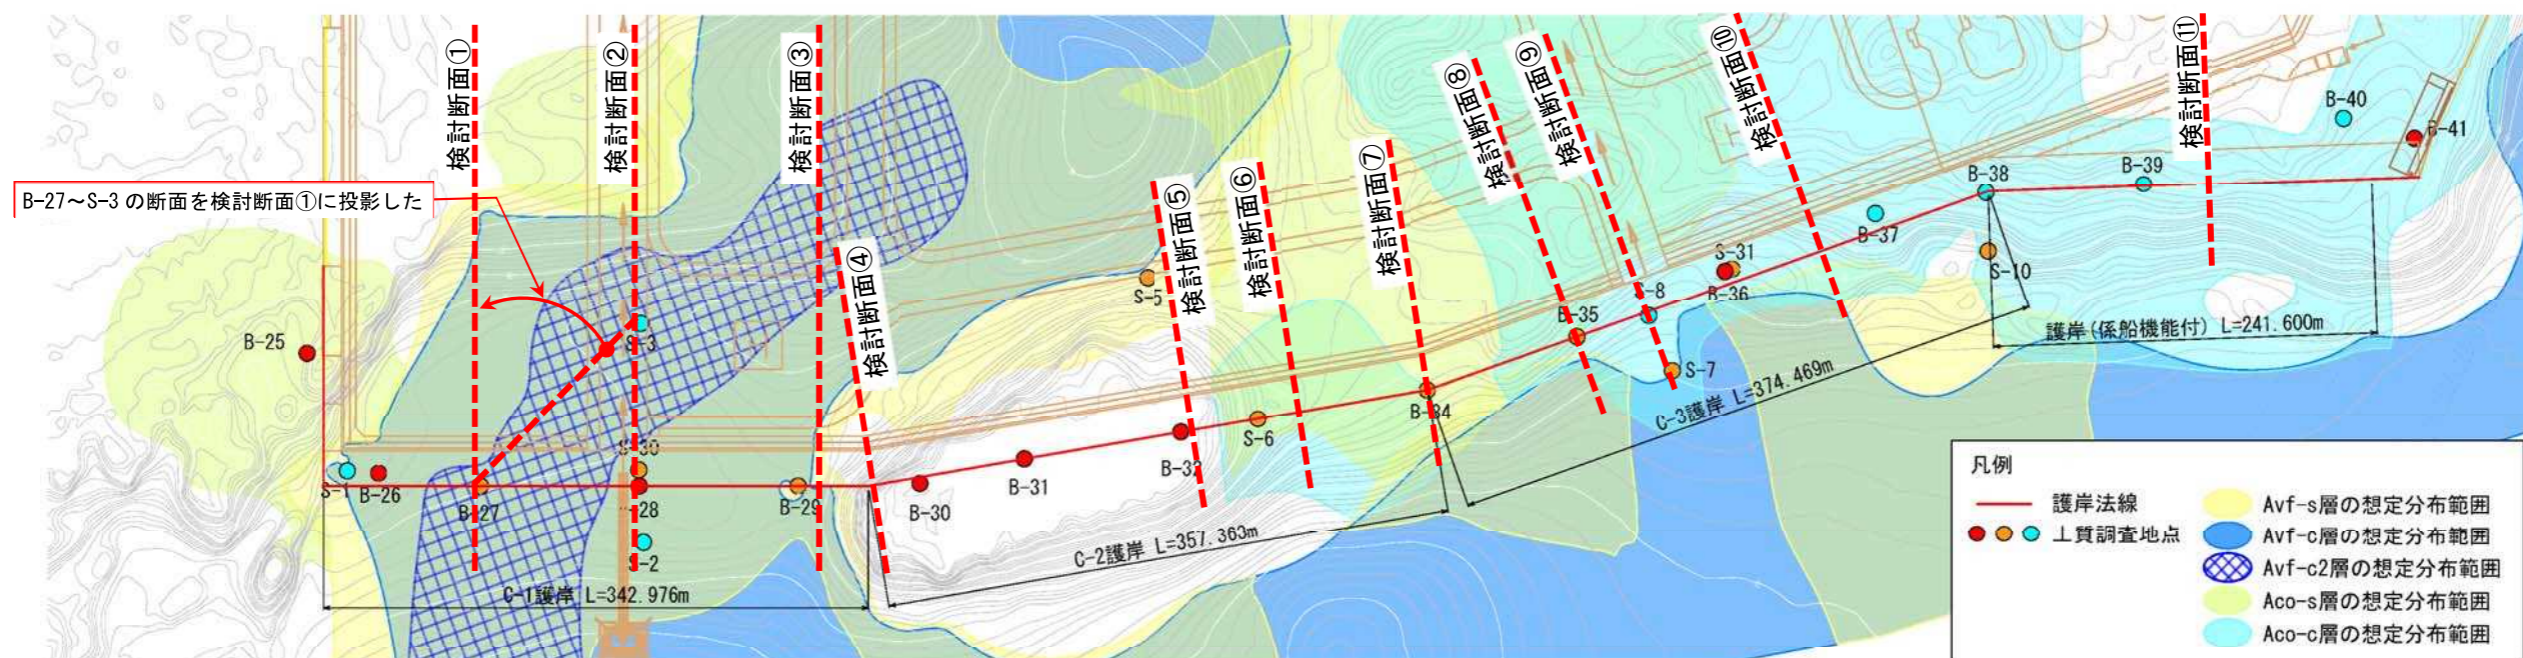 検討断面①
検討断面②
検討断面③
検討断面④
検討断面⑤
検討断面⑥
検討断面⑦
検討断面⑧
検討断面⑨
検討断面⑩
検討断面⑪
B-27～S-3 の断面を検討断面①に投影した
B-25
S-1
B-26
B-27
S-3
S-30
-28
S-2
B-29
B-30
B-31
B-32
S-5
S-6
B-34
B-35
S-8
S-7
S-31
B-36
B-37
B-38
S-10
B-39
B-40
B-41
C-1護岸 L=342.976m
C-2護岸 L=357.363m
C-3護岸 L=374.469m
護岸(係船機能付) L=241.600m
凡例
護岸法線
土質調査地点
Avf-s層の想定分布範囲
Avf-c層の想定分布範囲
Avf-c2層の想定分布範囲
Aco-s層の想定分布範囲
Aco-c層の想定分布範囲